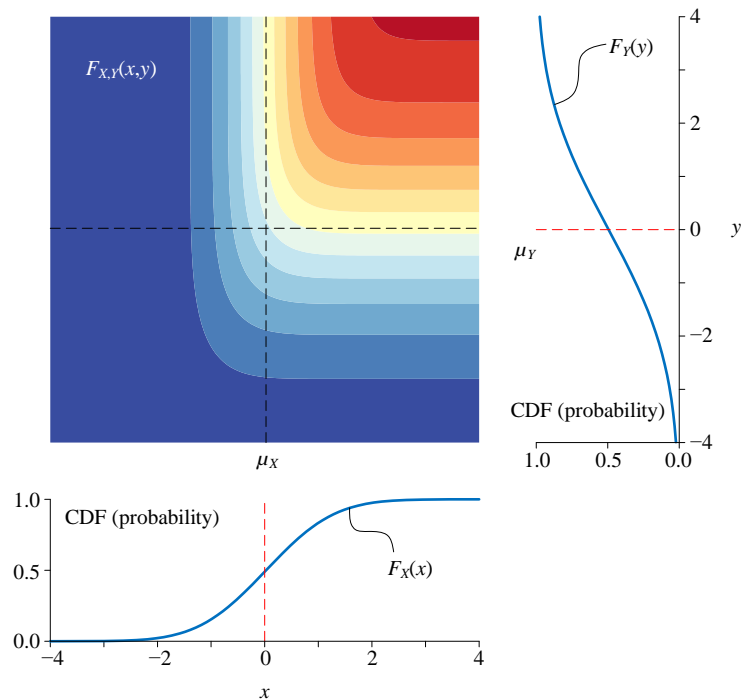 F_{X,Y}(x,y)
μ_X
F_Y(y)
4
2
0
−2
−4
y
μ_Y
CDF (probability)
1.0
0.5
0.0
CDF (probability)
F_X(x)
1.0
0.5
0.0
−4
−2
0
2
4
x